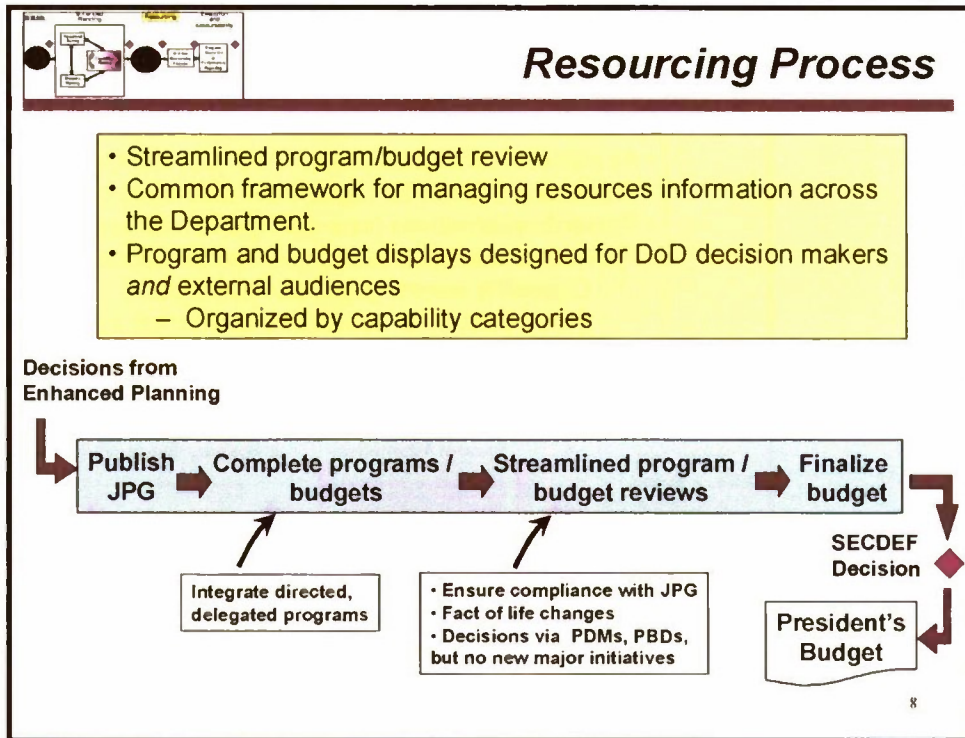 Planning
Resourcing
Resourcing Process
• Streamlined program/budget review
• Common framework for managing resources information across
the Department.
• Program and budget displays designed for DoD decision makers
and external audiences
– Organized by capability categories
Decisions from
Enhanced Planning
Publish
JPG
Complete programs /
budgets
Streamlined program /
budget reviews
Finalize
budget
SECDEF
Decision
Integrate directed,
delegated programs
• Ensure compliance with JPG
• Fact of life changes
• Decisions via PDMs, PBDs,
but no new major initiatives
President's
Budget
8